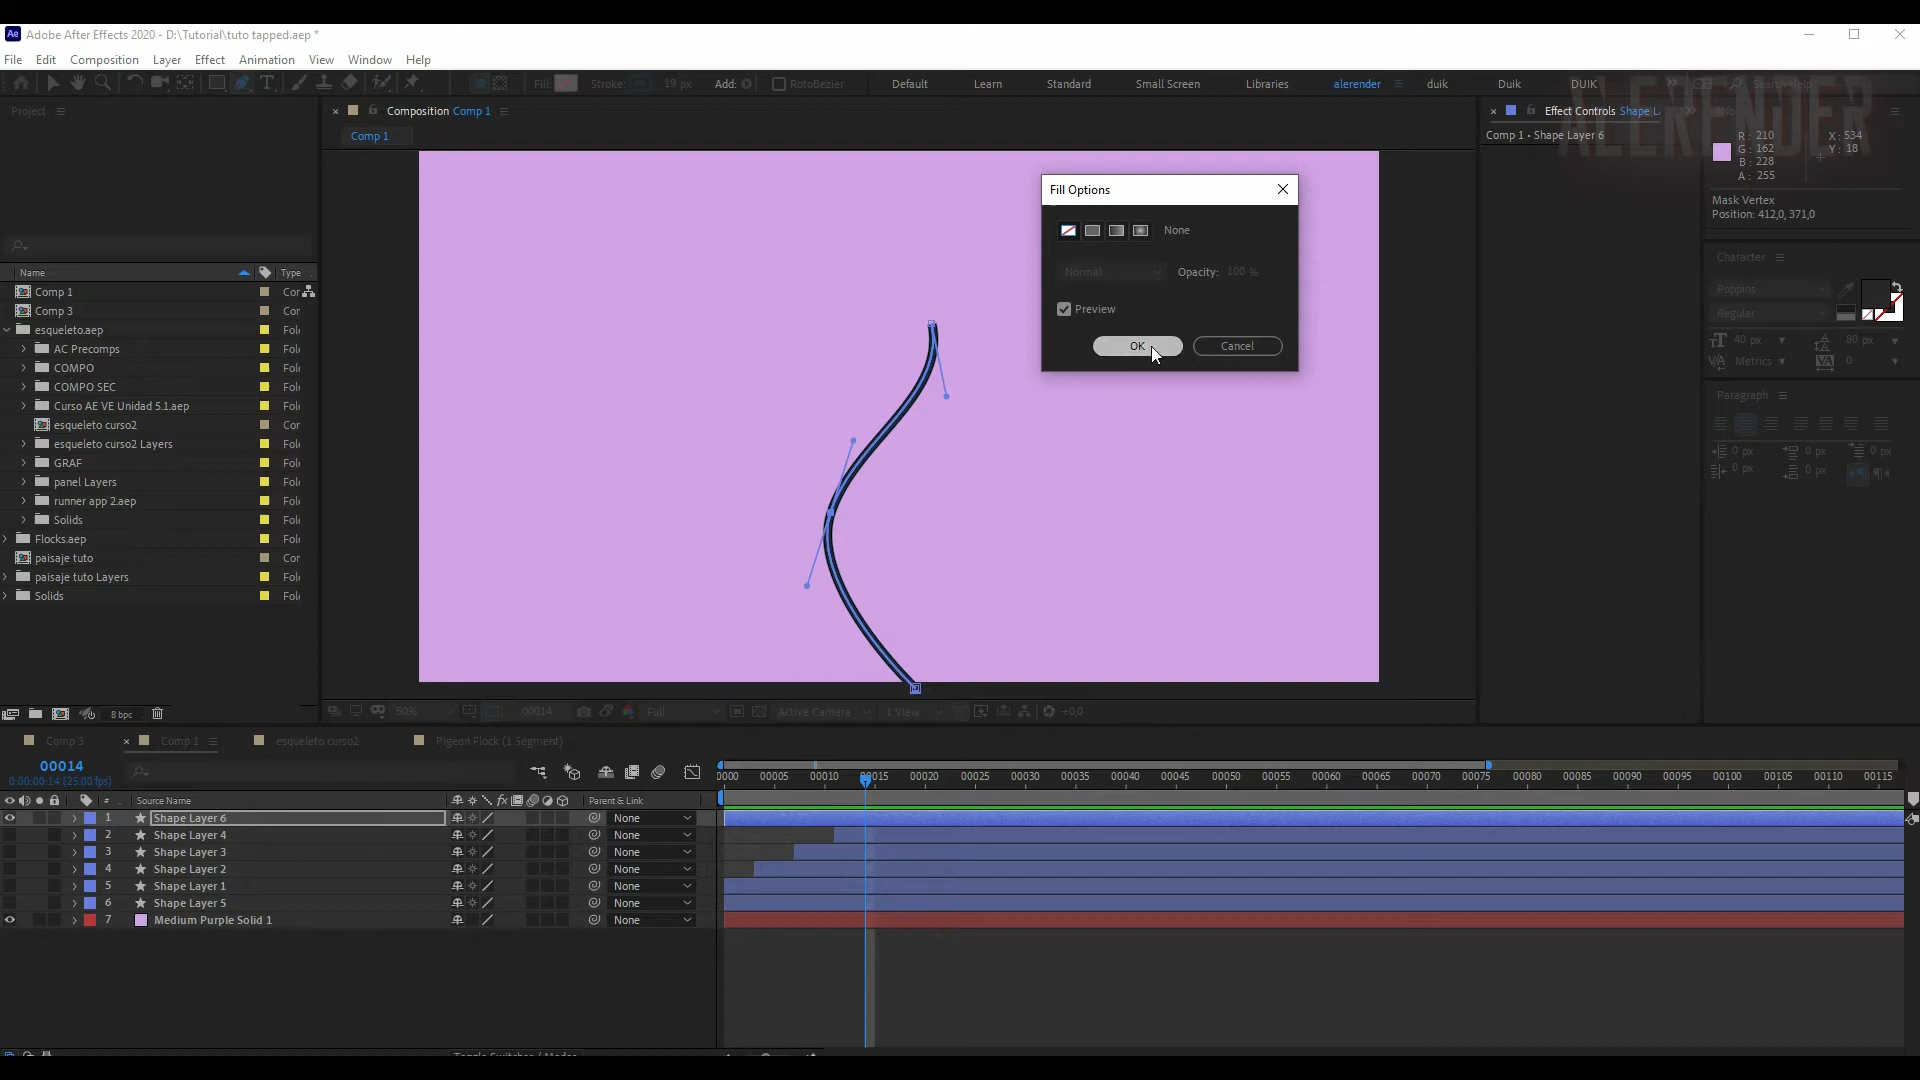 Ae Adobe After Effects 2020 - D:\Tutorial\tuto tapped.aep *
File Edit Composition Layer Effect Animation View Window Help
Fill: Stroke: 19 px Add: RotoBezier Default Learn Standard Small Screen Libraries alerender duik Duik DUIK Search Help
ALERENDER
Project
Composition Comp 1
Comp 1
Effect Controls Shape L
Comp 1 • Shape Layer 6
Info
R: 210
G: 162
B: 228
A: 255
X: 534
Y: 18
Mask Vertex
Position: 412,0, 371,0
Fill Options
None
Normal Opacity: 100 %
Preview
OK Cancel
Character
Poppins
Regular
40 px 80 px
Metrics 0
Paragraph
0 px 0 px 0 px
0 px 0 px
Name Type
Comp 1 Cor
Comp 3 Cor
esqueleto.aep Fol
AC Precomps Fol
COMPO Fol
COMPO SEC Fol
Curso AE VE Unidad 5.1.aep Fol
esqueleto curso2 Cor
esqueleto curso2 Layers Fol
GRAF Fol
panel Layers Fol
runner app 2.aep Fol
Solids Fol
Flocks.aep Fol
paisaje tuto Cor
paisaje tuto Layers Fol
Solids Fol
8 bpc
50% 00014 Full Active Camera 1 View +0,0
Comp 3 Comp 1 esqueleto curso2 Pigeon Flock (1 Segment)
00014
0:00:00:14 (25.00 fps)
0000 00005 00010 00015 00020 00025 00030 00035 00040 00045 00050 00055 00060 00065 00070 00075 00080 00085 00090 00095 00100 00105 00110 00115
# Source Name fx Parent & Link
1 Shape Layer 6 None
2 Shape Layer 4 None
3 Shape Layer 3 None
4 Shape Layer 2 None
5 Shape Layer 1 None
6 Shape Layer 5 None
7 Medium Purple Solid 1 None
Toggle Switches / Modes